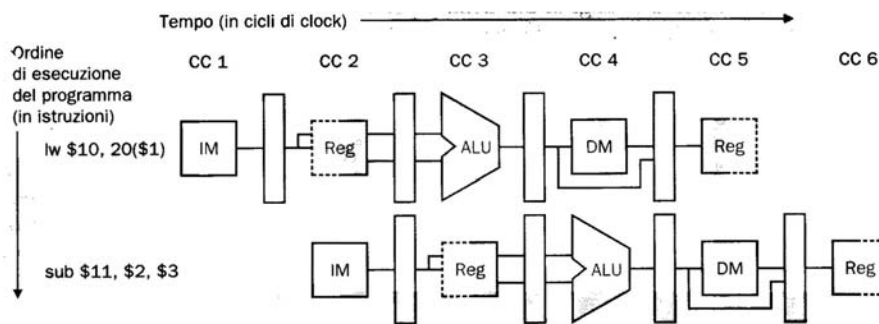 Tempo (in cicli di clock)
Ordine
di esecuzione
del programma
(in istruzioni)
CC 1 CC 2 CC 3 CC 4 CC 5 CC 6
lw $10, 20($1)
IM Reg ALU DM Reg
sub $11, $2, $3
IM Reg ALU DM Reg